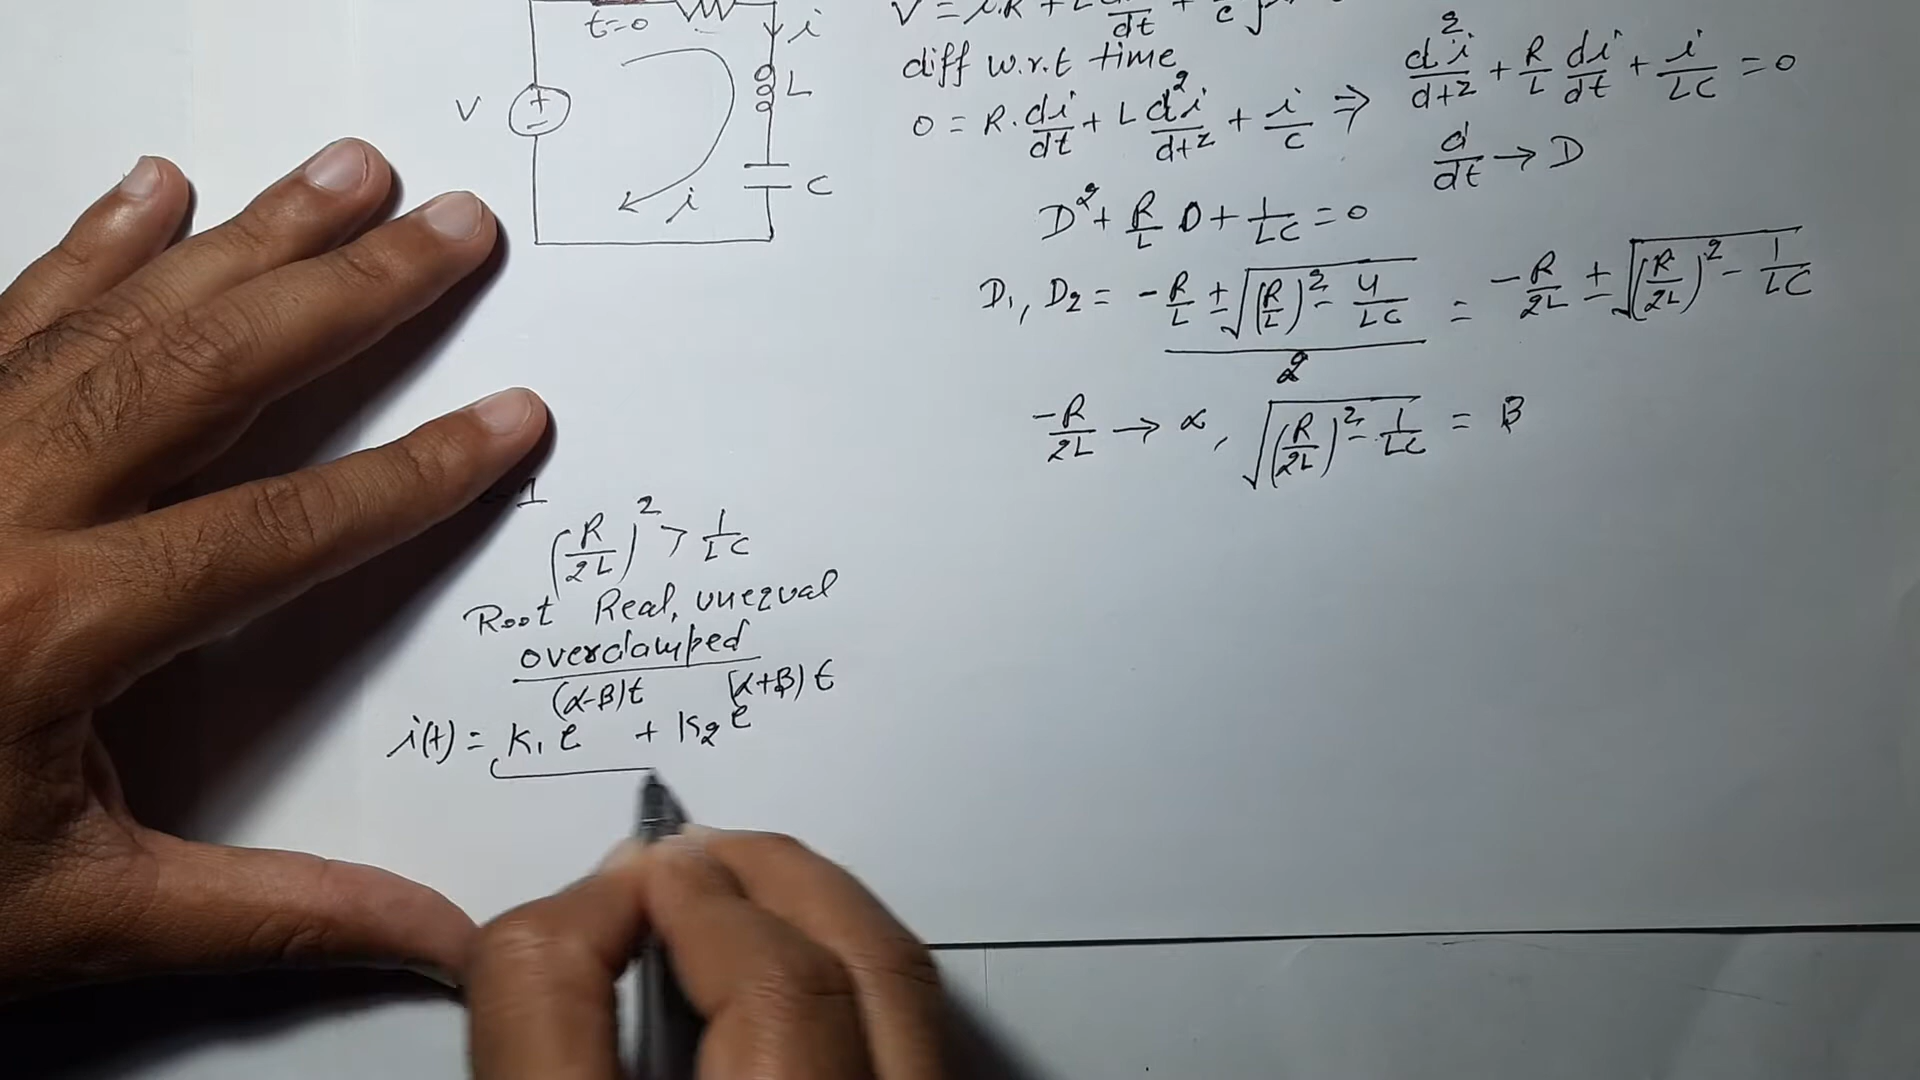 t=0
i
L
V
+
-
i
C
V = i.R + L di/dt + 1/c ∫
diff w.r.t time
0 = R. di/dt + L d²i/dt² + i/c ⇒ d²i/dt² + R/L di/dt + i/LC = 0
d/dt → D
D² + R/L D + 1/LC = 0
D₁, D₂ = (-R/L ± √((R/L)² - 4/LC)) / 2 = -R/2L ± √((R/2L)² - 1/LC)
-R/2L → α, √((R/2L)² - 1/LC) = β
1
(R/2L)² > 1/LC
Root Real, unequal
overdamped
i(t) = K₁ e^(α-β)t + K₂ e^(α+β)t